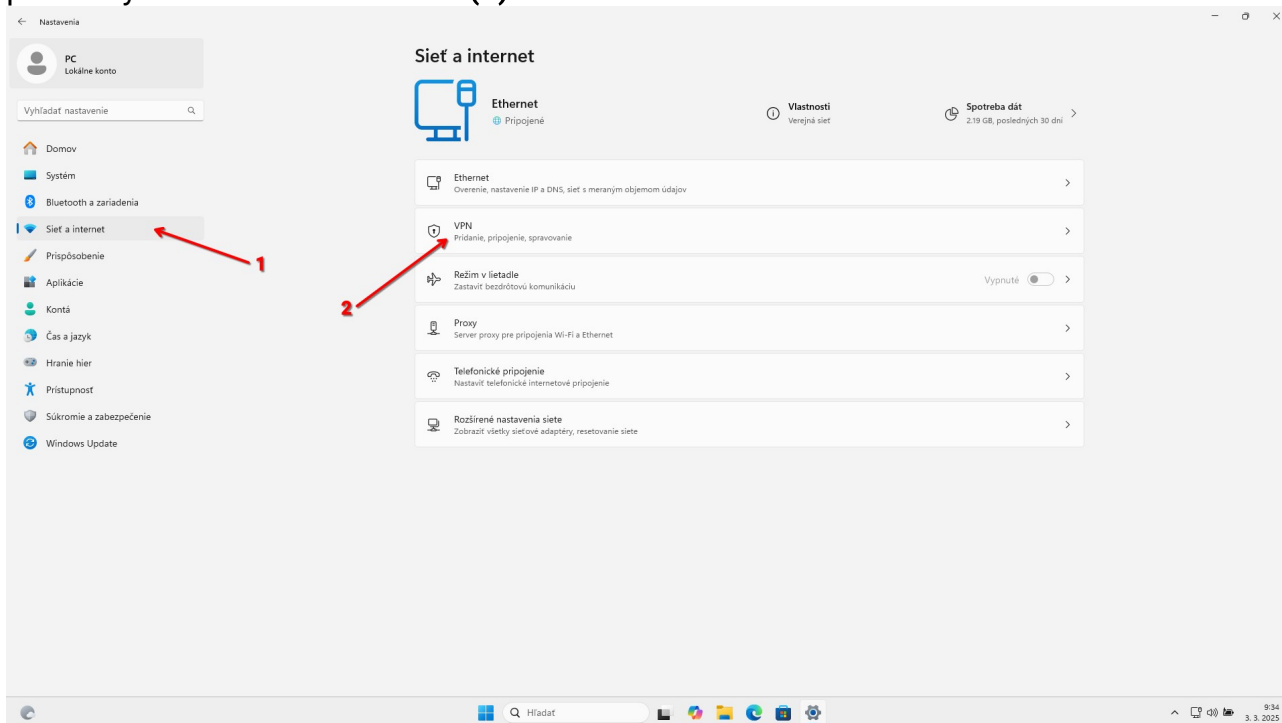 Nastavenia
PC
Lokálne konto
Vyhľadať nastavenie
Domov
Systém
Bluetooth a zariadenia
Sieť a internet
Prispôsobenie
Aplikácie
Kontá
Čas a jazyk
Hranie hier
Prístupnosť
Súkromie a zabezpečenie
Windows Update
1
2
Sieť a internet
Ethernet
Pripojené
Vlastnosti
Verejná sieť
Spotreba dát
2.19 GB, posledných 30 dní
Ethernet
Overenie, nastavenie IP a DNS, sieť s meraným objemom údajov
VPN
Pridanie, pripojenie, spravovanie
Režim v lietadle
Zastaviť bezdrôtovú komunikáciu
Vypnuté
Proxy
Server proxy pre pripojenia Wi-Fi a Ethernet
Telefonické pripojenie
Nastaviť telefonické internetové pripojenie
Rozšírené nastavenia siete
Zobraziť všetky sieťové adaptéry, resetovanie siete
Hľadať
9:34
3. 3. 2025